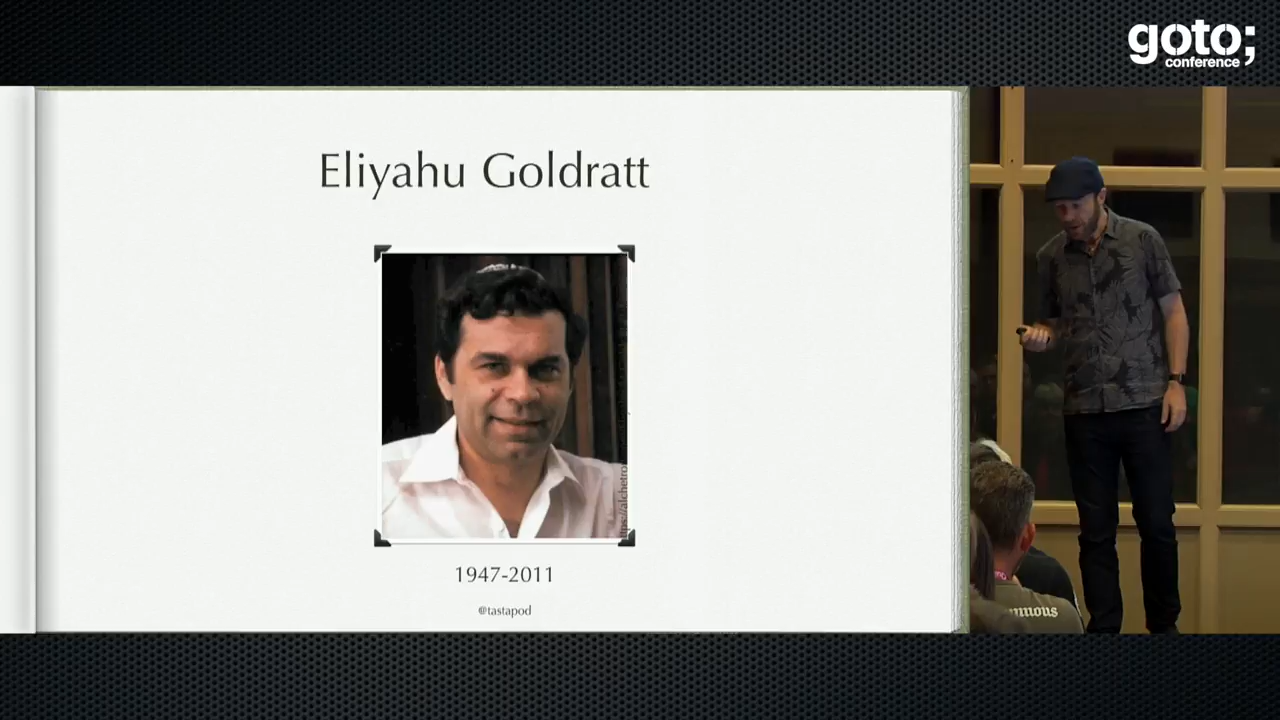 goto;
conference
Eliyahu Goldratt
1947-2011
@tastapod